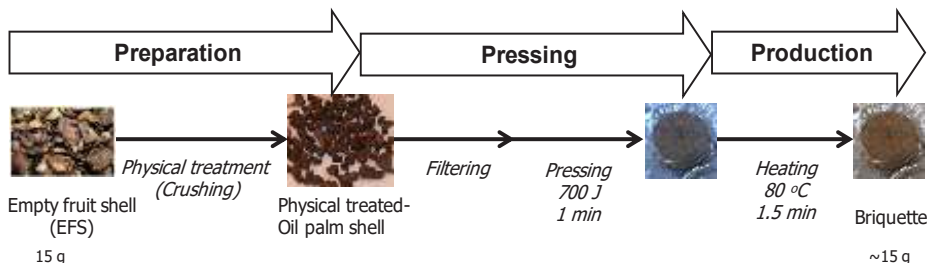 Preparation
Pressing
Production
Physical treatment
(Crushing)
Filtering
Pressing
700 J
1 min
Heating
80 °C
1.5 min
Empty fruit shell
(EFS)
15 g
Physical treated-
Oil palm shell
Briquette
~15 g